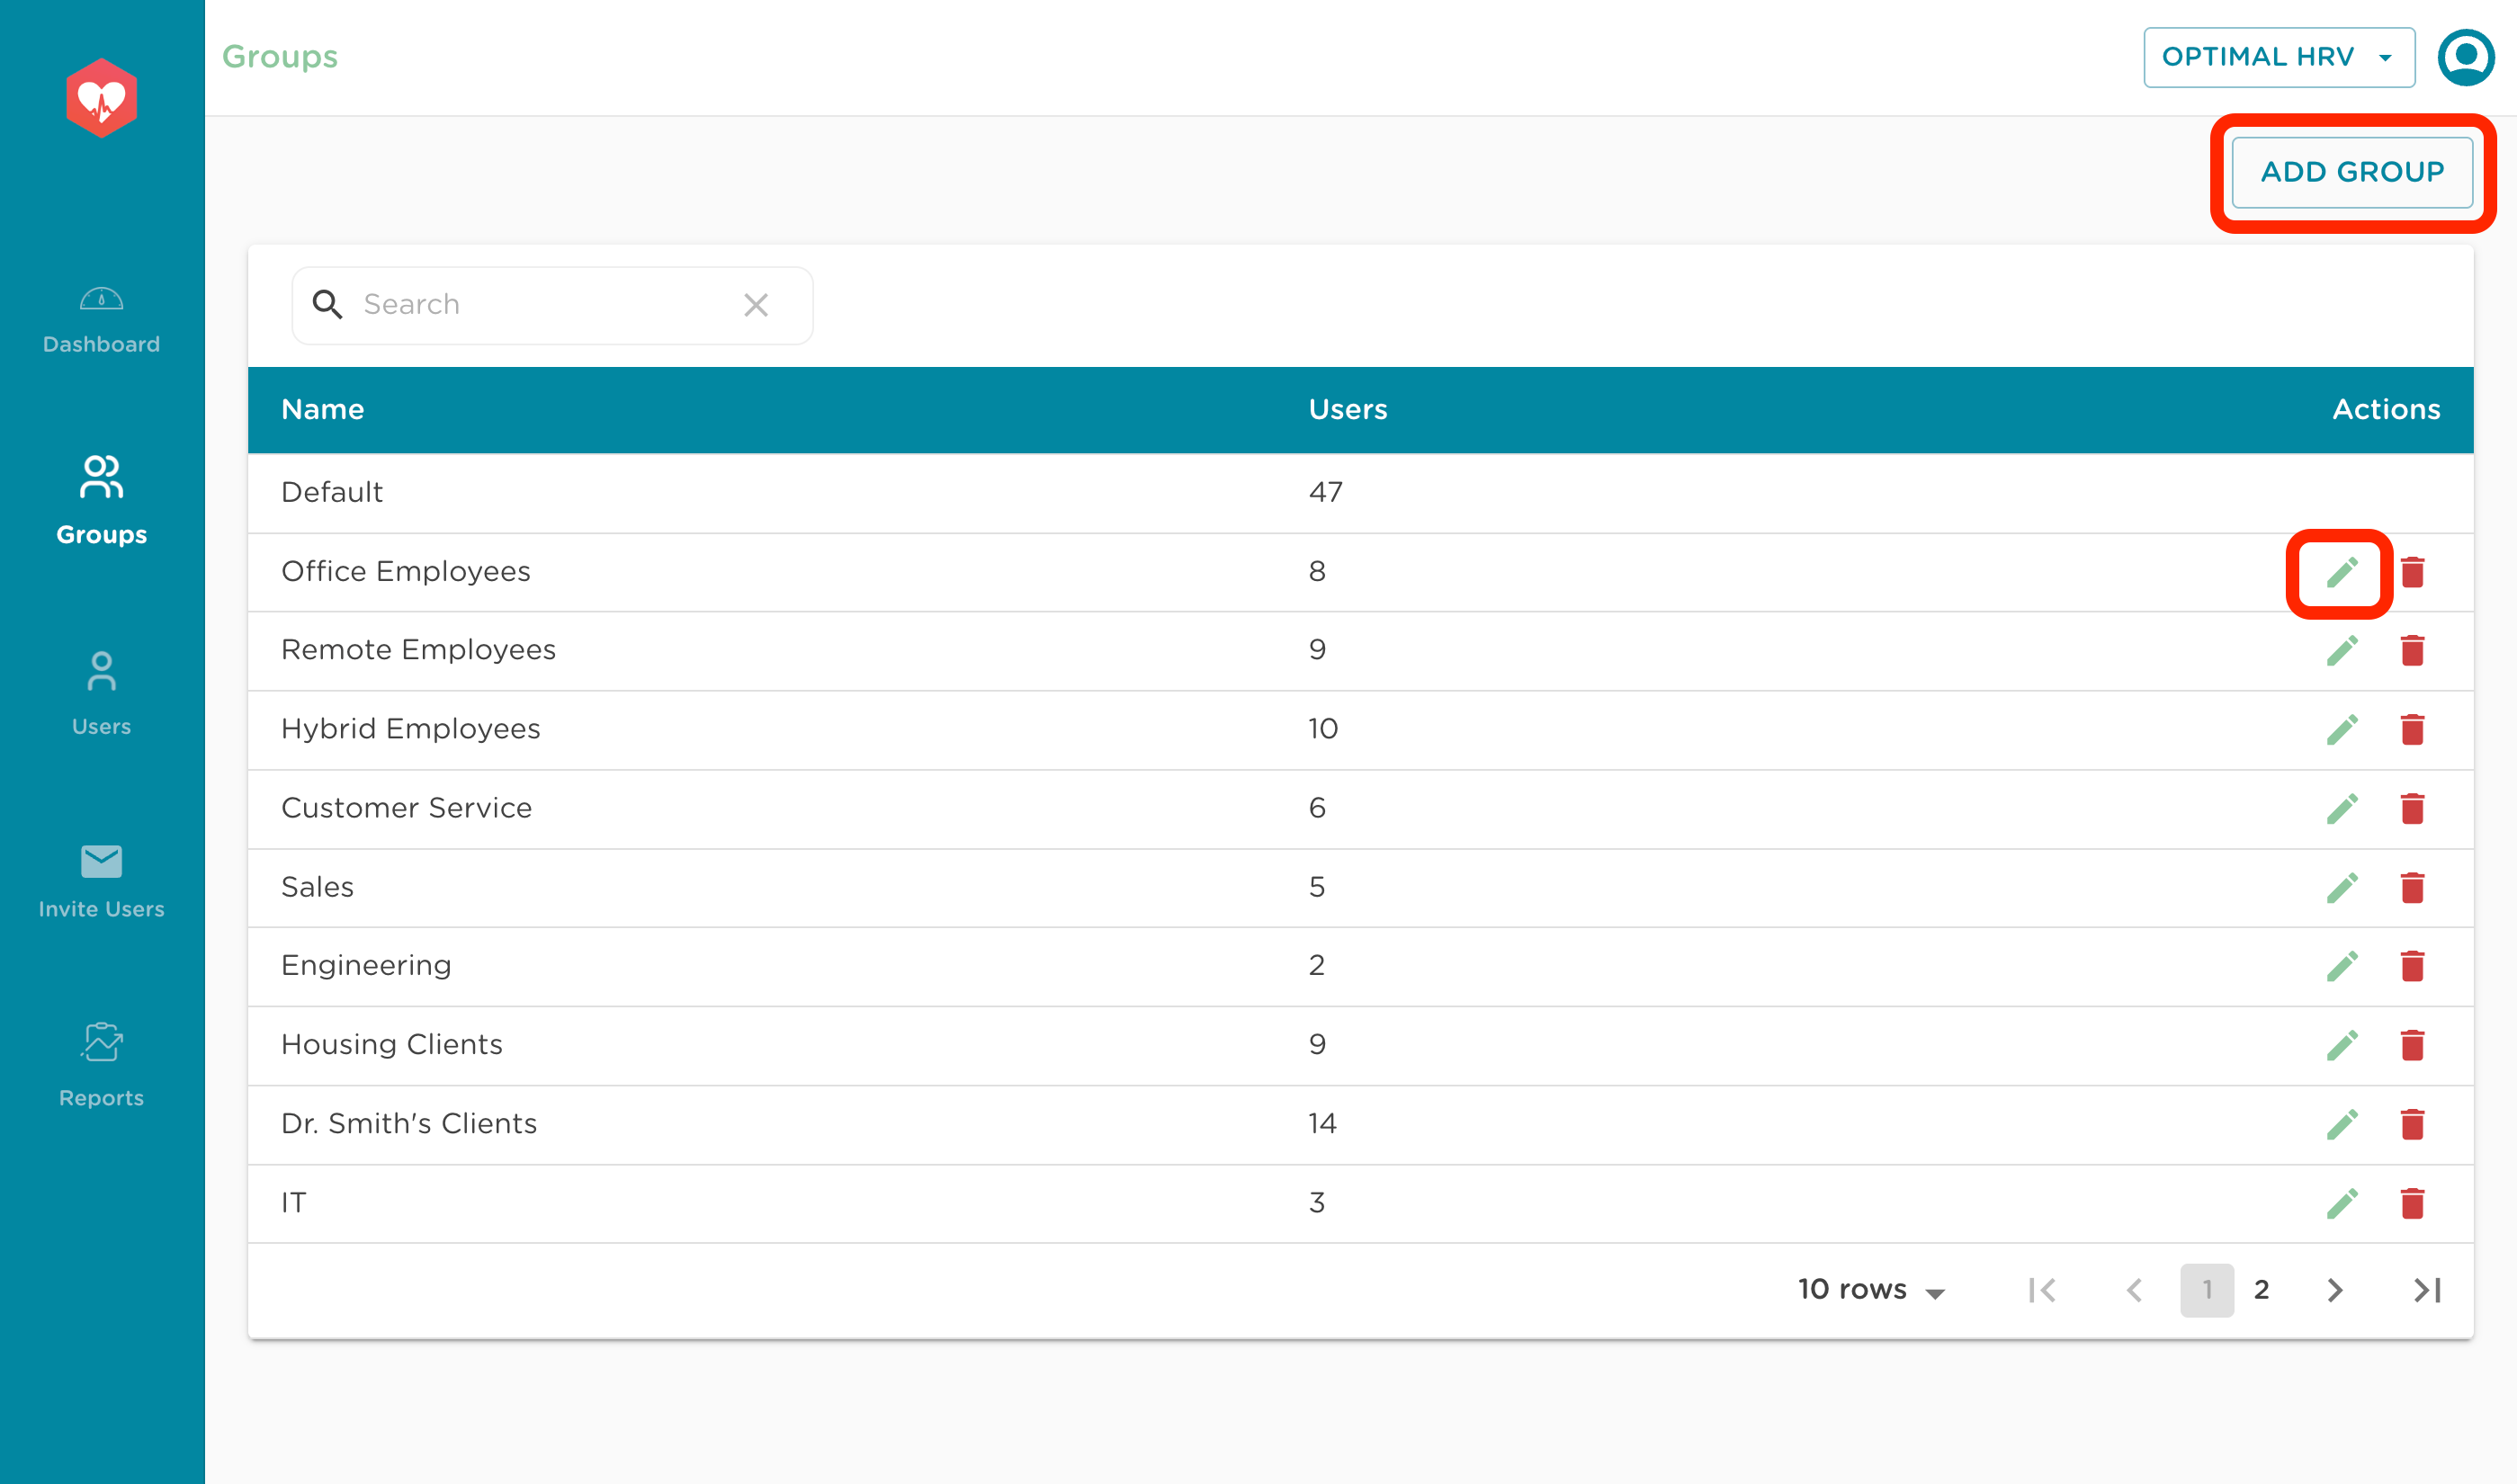 Groups
OPTIMAL HRV
ADD GROUP
Search
Dashboard
Groups
Users
Invite Users
Reports
Name Users Actions
Default 47
Office Employees 8
Remote Employees 9
Hybrid Employees 10
Customer Service 6
Sales 5
Engineering 2
Housing Clients 9
Dr. Smith's Clients 14
IT 3
10 rows 1 2